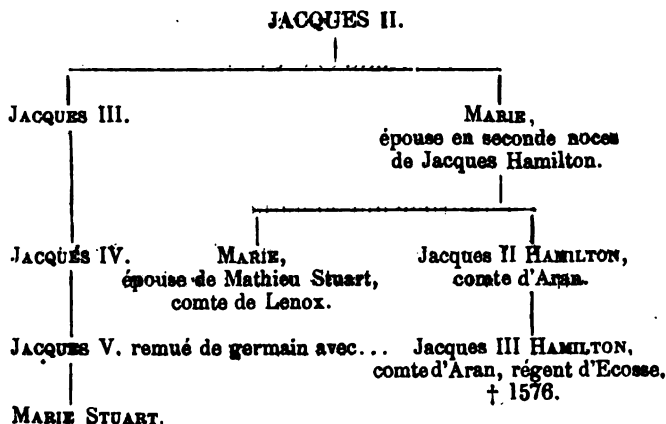 JACQUES II.
JACQUES III.
MARIE,
épouse en seconde noces
de Jacques Hamilton.
JACQUES IV.
MARIE,
épouse de Mathieu Stuart,
comte de Lenox.
Jacques II HAMILTON,
comte d'Aran.
JACQUES V. remué de germain avec...
Jacques III HAMILTON,
comte d'Aran, régent d'Ecosse,
† 1576.
MARIE STUART.